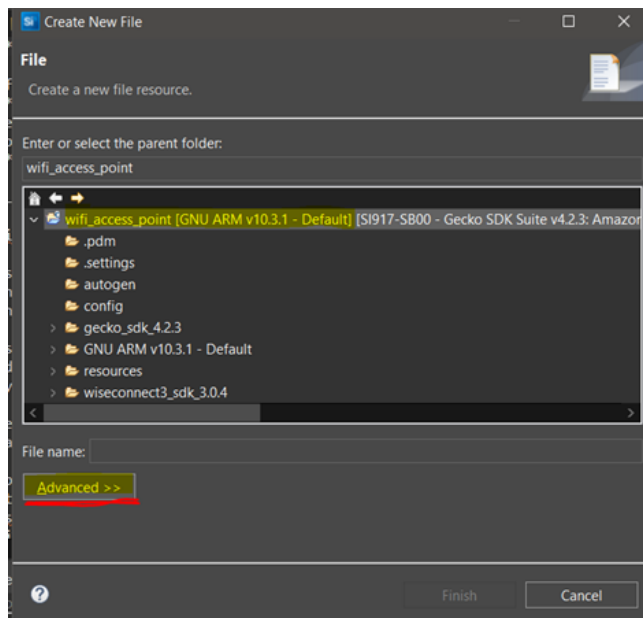 Si Create New File
File
Create a new file resource.
Enter or select the parent folder:
wifi_access_point
wifi_access_point [GNU ARM v10.3.1 - Default] [SI917-SB00 - Gecko SDK Suite v4.2.3: Amazor
.pdm
.settings
autogen
config
gecko_sdk_4.2.3
GNU ARM v10.3.1 - Default
resources
wiseconnect3_sdk_3.0.4
File name:
Advanced >>
Finish
Cancel